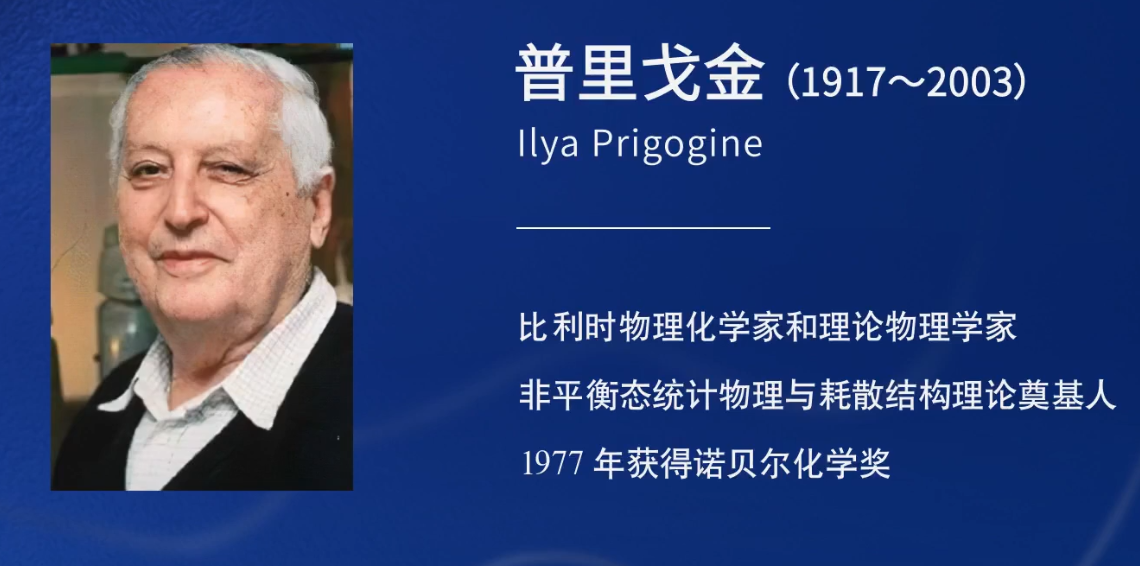 普里戈金（1917～2003）
Ilya Prigogine
比利时物理化学家和理论物理学家
非平衡态统计物理与耗散结构理论奠基人
1977 年获得诺贝尔化学奖